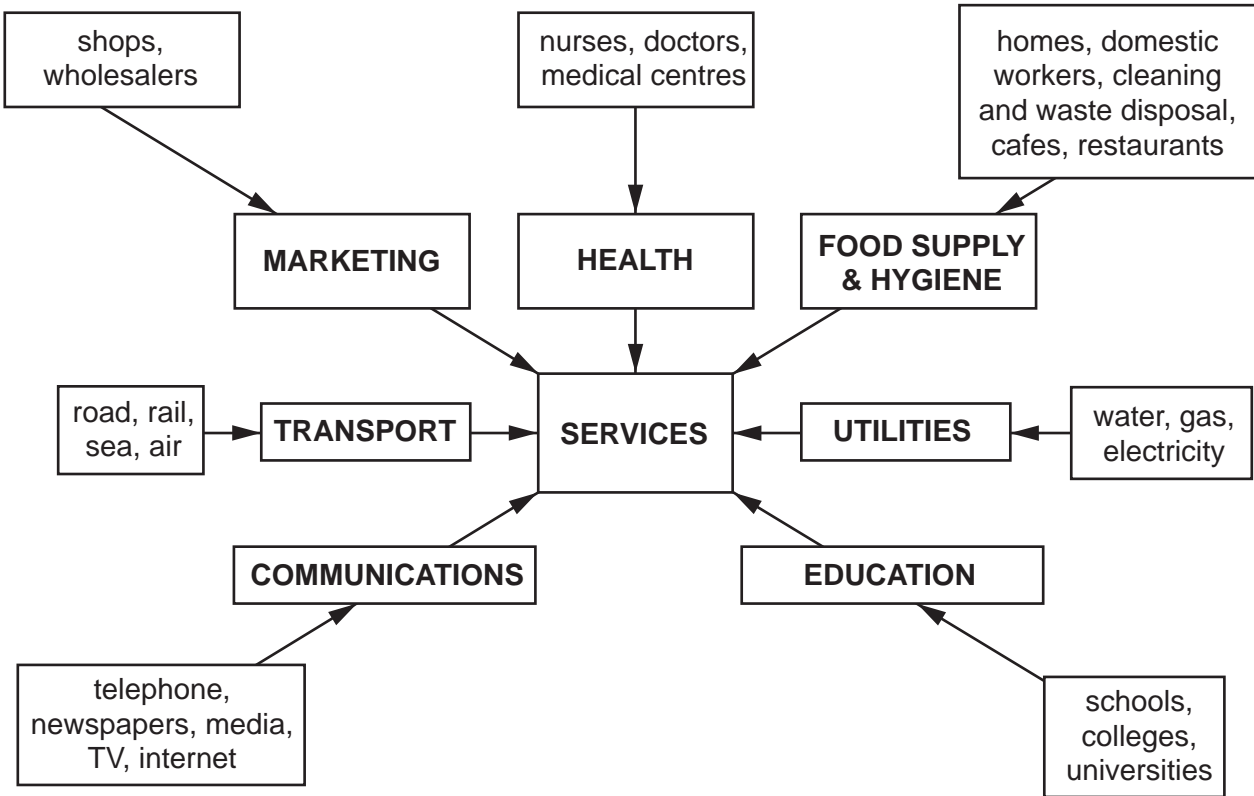 shops,
wholesalers
nurses, doctors,
medical centres
homes, domestic
workers, cleaning
and waste disposal,
cafes, restaurants
MARKETING
HEALTH
FOOD SUPPLY
& HYGIENE
road, rail,
sea, air
TRANSPORT
SERVICES
UTILITIES
water, gas,
electricity
COMMUNICATIONS
EDUCATION
telephone,
newspapers, media,
TV, internet
schools,
colleges,
universities